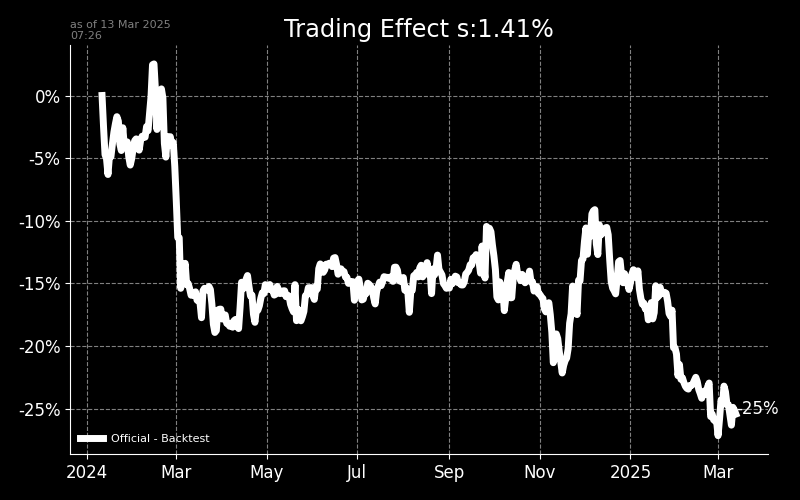 as of 13 Mar 2025
07:26
Trading Effect s:1.41%
0%
-5%
-10%
-15%
-20%
-25%
-25%
Official - Backtest
2024 Mar May Jul Sep Nov 2025 Mar